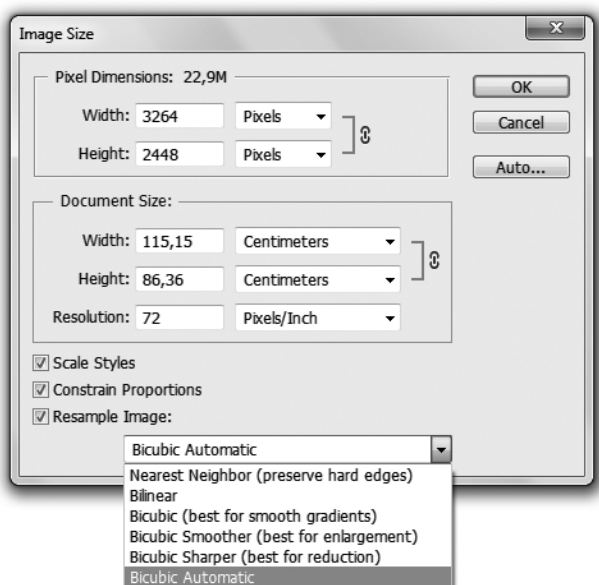 Image Size
Pixel Dimensions: 22,9M
Width: 3264 Pixels
Height: 2448 Pixels
OK
Cancel
Auto...
Document Size:
Width: 115,15 Centimeters
Height: 86,36 Centimeters
Resolution: 72 Pixels/Inch
Scale Styles
Constrain Proportions
Resample Image:
Bicubic Automatic
Nearest Neighbor (preserve hard edges)
Bilinear
Bicubic (best for smooth gradients)
Bicubic Smoother (best for enlargement)
Bicubic Sharper (best for reduction)
Bicubic Automatic